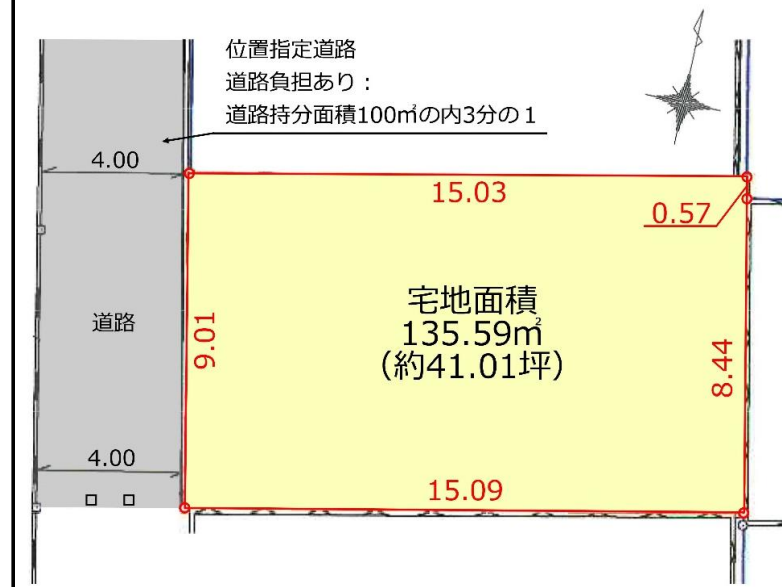 位置指定道路
道路負担あり：
道路持分面積100㎡の内3分の1
4.00
15.03
0.57
道路
9.01
宅地面積
135.59㎡
（約41.01坪）
8.44
4.00
15.09